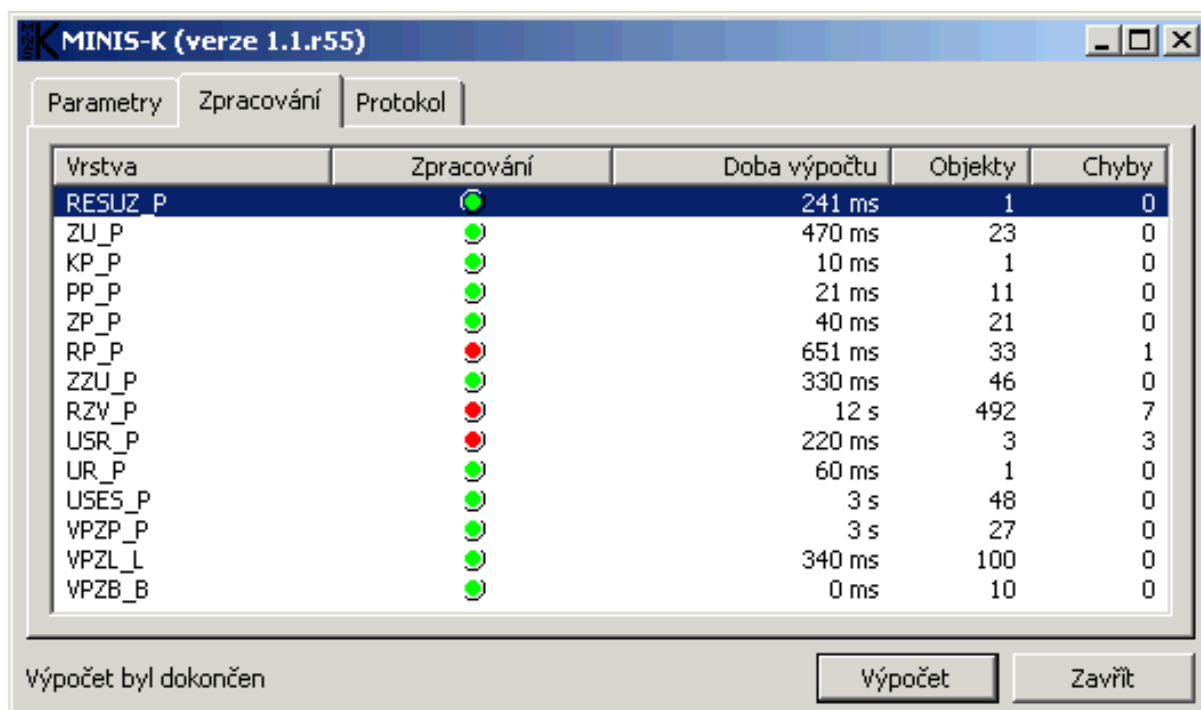 MINIS-K (verze 1.1.r55)
Parametry Zpracování Protokol
Vrstva Zpracování Doba výpočtu Objekty Chyby
RESUZ_P 241 ms 1 0
ZU_P 470 ms 23 0
KP_P 10 ms 1 0
PP_P 21 ms 11 0
ZP_P 40 ms 21 0
RP_P 651 ms 33 1
ZZU_P 330 ms 46 0
RZV_P 12 s 492 7
USR_P 220 ms 3 3
UR_P 60 ms 1 0
USES_P 3 s 48 0
VPZP_P 3 s 27 0
VPZL_L 340 ms 100 0
VPZB_B 0 ms 10 0
Výpočet byl dokončen Výpočet Zavřít